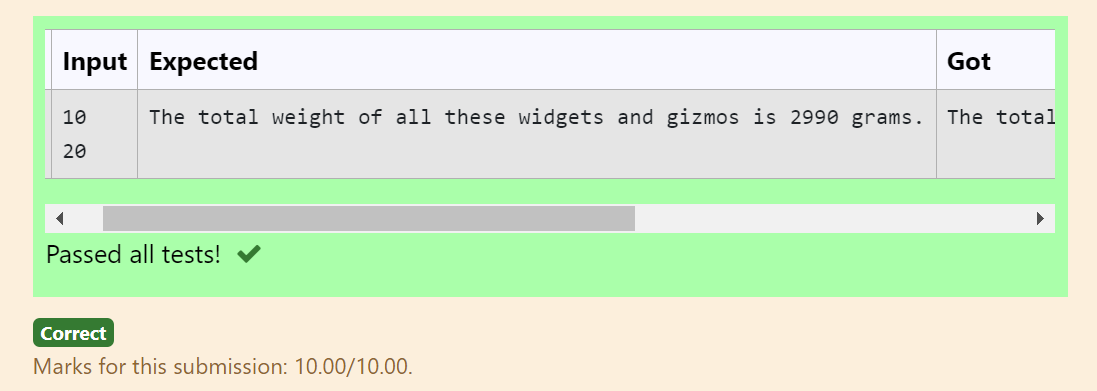 Input Expected Got
10 The total weight of all these widgets and gizmos is 2990 grams. The total
20
Passed all tests!
Correct
Marks for this submission: 10.00/10.00.